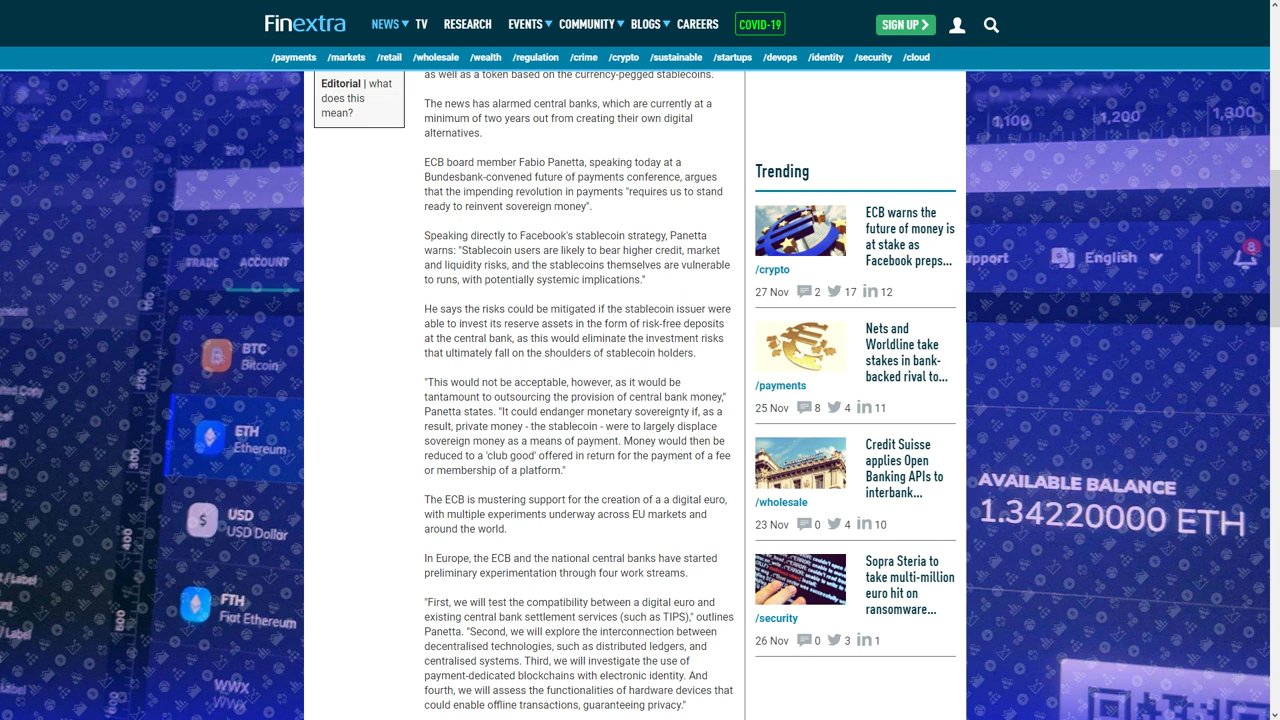 Finextra
NEWS TV RESEARCH EVENTS COMMUNITY BLOGS CAREERS COVID-19 SIGN UP
/payments /markets /retail /wholesale /wealth /regulation /crime /crypto /sustainable /startups /devops /identity /security /cloud
Editorial | what
does this
mean?
as well as a token based on the currency-pegged stablecoins.
The news has alarmed central banks, which are currently at a
minimum of two years out from creating their own digital
alternatives.
ECB board member Fabio Panetta, speaking today at a
Bundesbank-convened future of payments conference, argues
that the impending revolution in payments "requires us to stand
ready to reinvent sovereign money".
Speaking directly to Facebook's stablecoin strategy, Panetta
warns: "Stablecoin users are likely to bear higher credit, market
and liquidity risks, and the stablecoins themselves are vulnerable
to runs, with potentially systemic implications."
He says the risks could be mitigated if the stablecoin issuer were
able to invest its reserve assets in the form of risk-free deposits
at the central bank, as this would eliminate the investment risks
that ultimately fall on the shoulders of stablecoin holders.
"This would not be acceptable, however, as it would be
tantamount to outsourcing the provision of central bank money,"
Panetta states. "It could endanger monetary sovereignty if, as a
result, private money - the stablecoin - were to largely displace
sovereign money as a means of payment. Money would then be
reduced to a 'club good' offered in return for the payment of a fee
or membership of a platform."
The ECB is mustering support for the creation of a a digital euro,
with multiple experiments underway across EU markets and
around the world.
In Europe, the ECB and the national central banks have started
preliminary experimentation through four work streams.
"First, we will test the compatibility between a digital euro and
existing central bank settlement services (such as TIPS)," outlines
Panetta. "Second, we will explore the interconnection between
decentralised technologies, such as distributed ledgers, and
centralised systems. Third, we will investigate the use of
payment-dedicated blockchains with electronic identity. And
fourth, we will assess the functionalities of hardware devices that
could enable offline transactions, guaranteeing privacy."
Trending
ECB warns the
future of money is
at stake as
Facebook preps...
/crypto
27 Nov 2 17 12
Nets and
Worldline take
stakes in bank-
backed rival to...
/payments
25 Nov 8 4 11
Credit Suisse
applies Open
Banking APIs to
interbank...
/wholesale
23 Nov 0 4 10
Sopra Steria to
take multi-million
euro hit on
ransomware...
/security
26 Nov 0 3 1
TRADE ACCOUNT
BTC
Bitcoin
ETH
Ethereum
USD
USD Dollar
FTH
Fiat Ethereum
WWX
300
400
500
1,100 1,200 1,300
upport English 8
AVAILABLE BALANCE
1.34220000 ETH